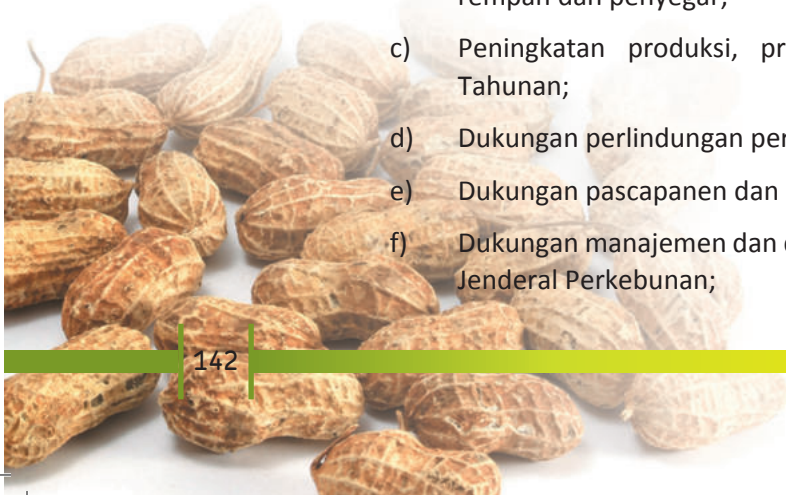 rempah dan penyegar;
c) Peningkatan produksi, pr
Tahunan;
d) Dukungan perlindungan per
e) Dukungan pascapanen dan
f) Dukungan manajemen dan
Jenderal Perkebunan;
142